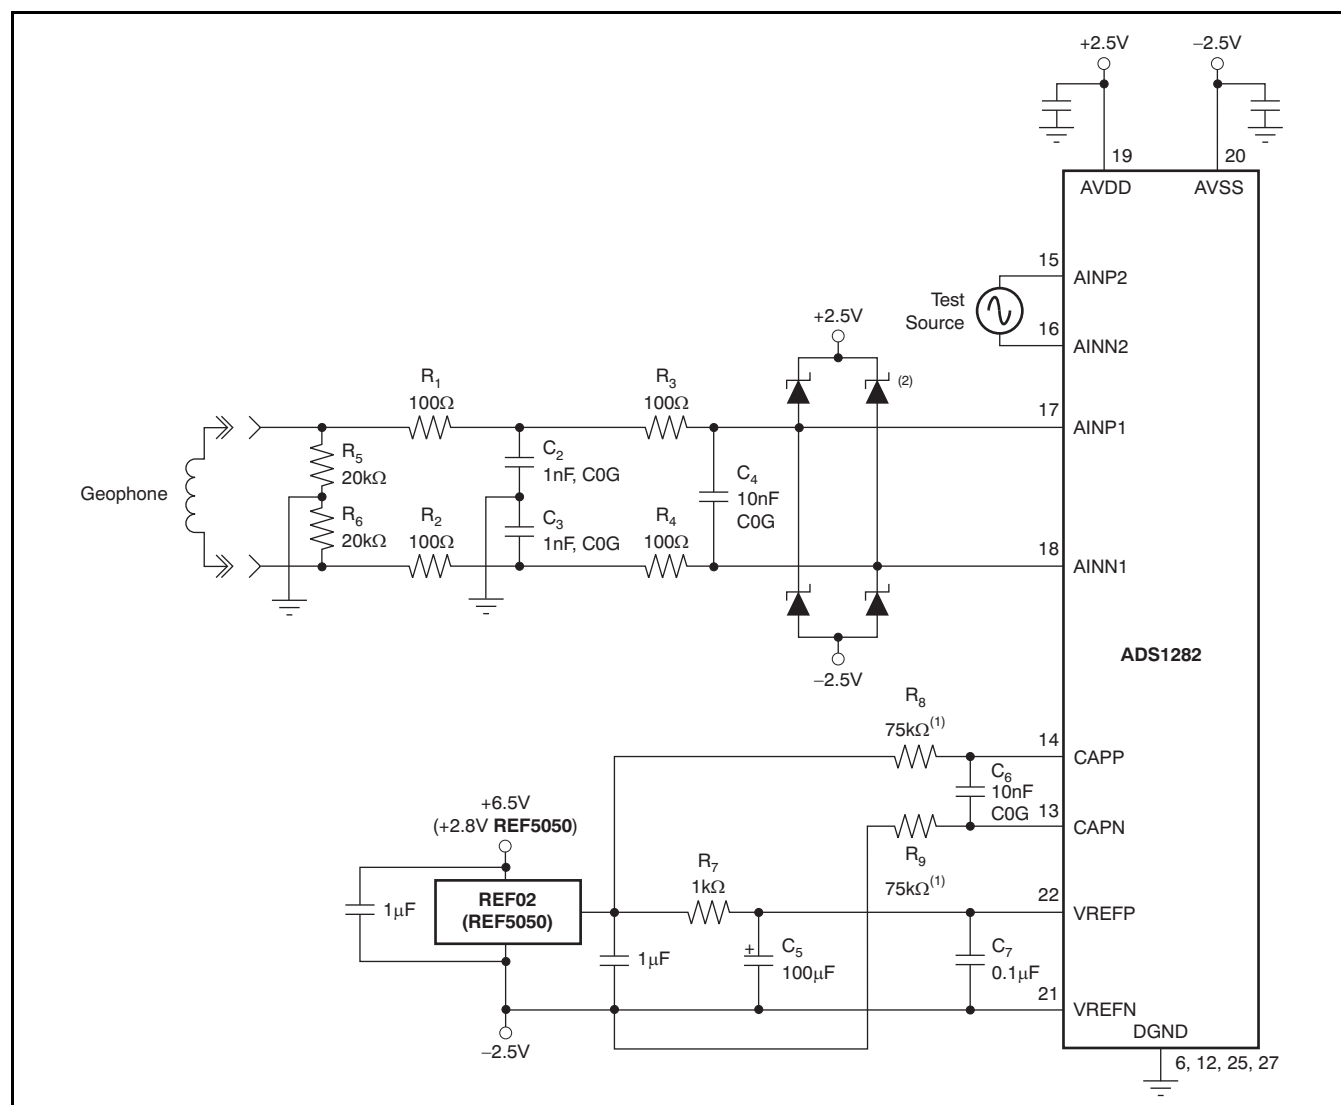 +2.5V
−2.5V
19
20
AVDD
AVSS
15
AINP2
Test
Source
16
AINN2
+2.5V
(2)
R1
100Ω
R3
100Ω
17
AINP1
R5
20kΩ
C2
1nF, C0G
C4
10nF
C0G
Geophone
R6
20kΩ
R2
100Ω
C3
1nF, C0G
R4
100Ω
18
AINN1
ADS1282
−2.5V
R8
75kΩ(1)
14
CAPP
C6
10nF
C0G
13
CAPN
+6.5V
(+2.8V REF5050)
R9
75kΩ(1)
R7
1kΩ
1μF
REF02
(REF5050)
22
VREFP
1μF
+
C5
100μF
C7
0.1μF
21
VREFN
−2.5V
DGND
6, 12, 25, 27